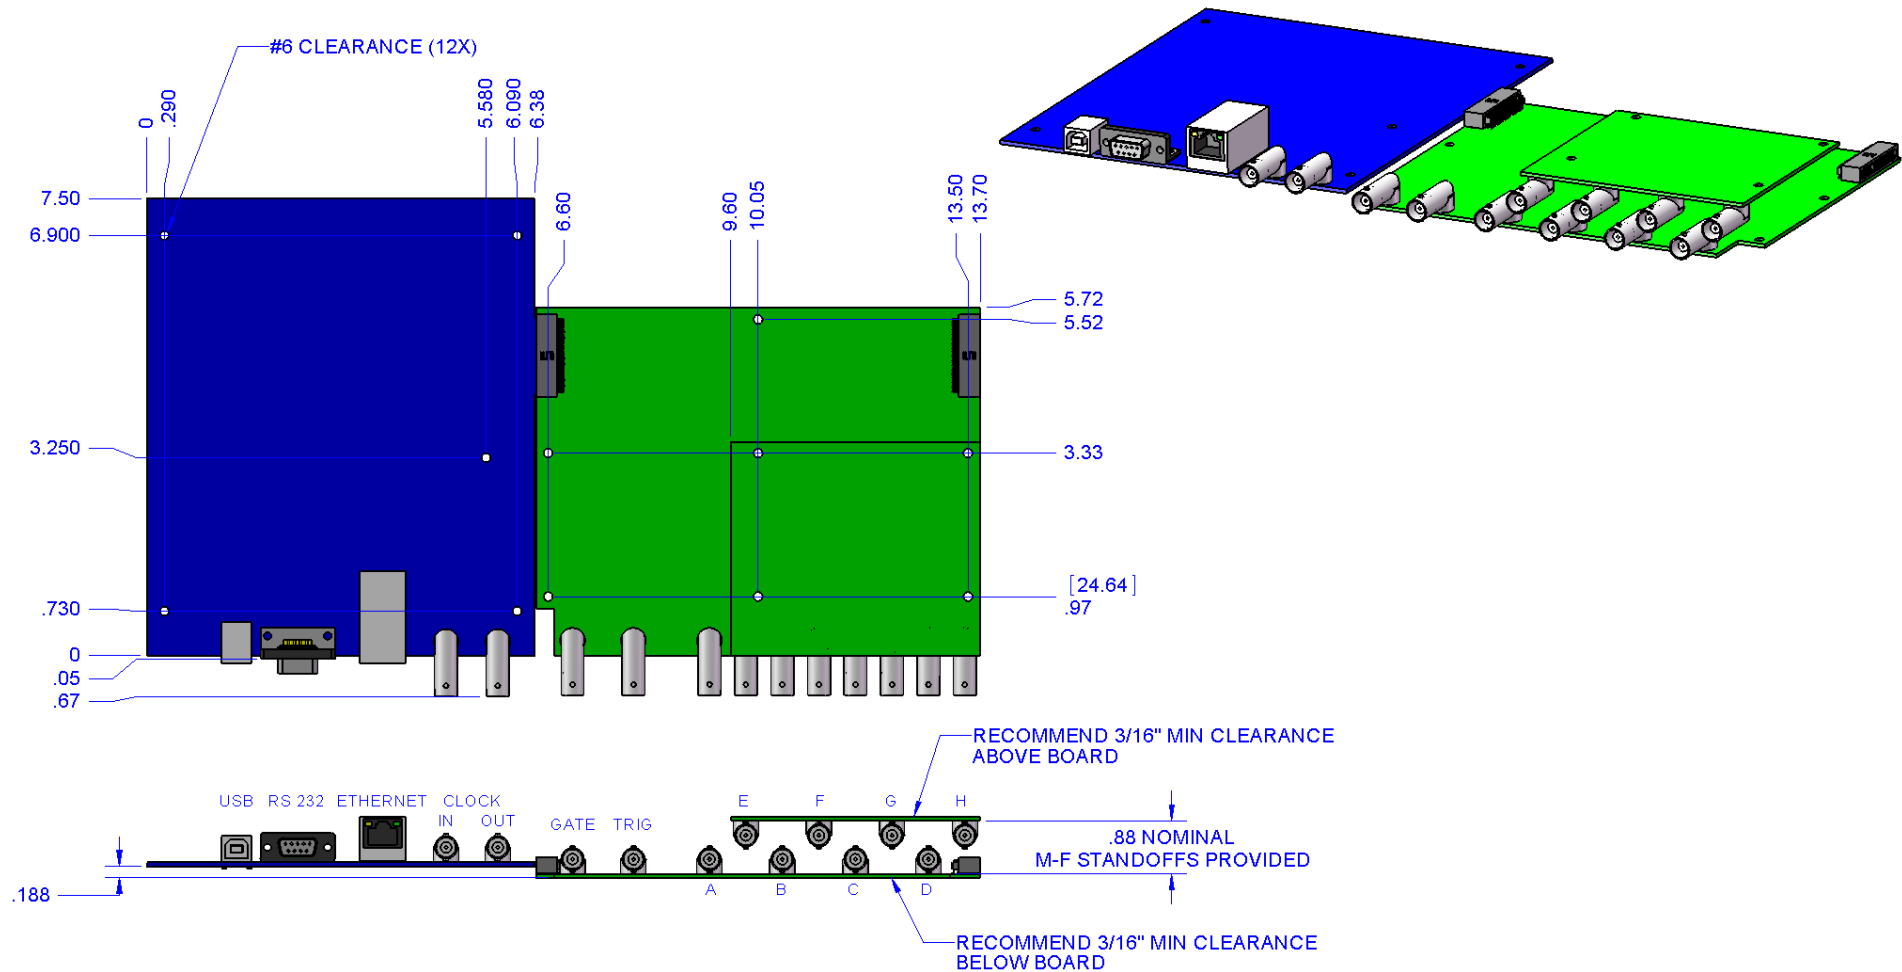 #6 CLEARANCE (12X)
0
.290
5.580
6.090
6.38
7.50
6.900
3.250
.730
0
.05
.67
6.60
9.60
10.05
13.50
13.70
5.72
5.52
3.33
[24.64]
.97
RECOMMEND 3/16" MIN CLEARANCE
ABOVE BOARD
USB RS 232 ETHERNET CLOCK
IN OUT
GATE TRIG
E F G H
.88 NOMINAL
M-F STANDOFFS PROVIDED
A B C D
.188
RECOMMEND 3/16" MIN CLEARANCE
BELOW BOARD